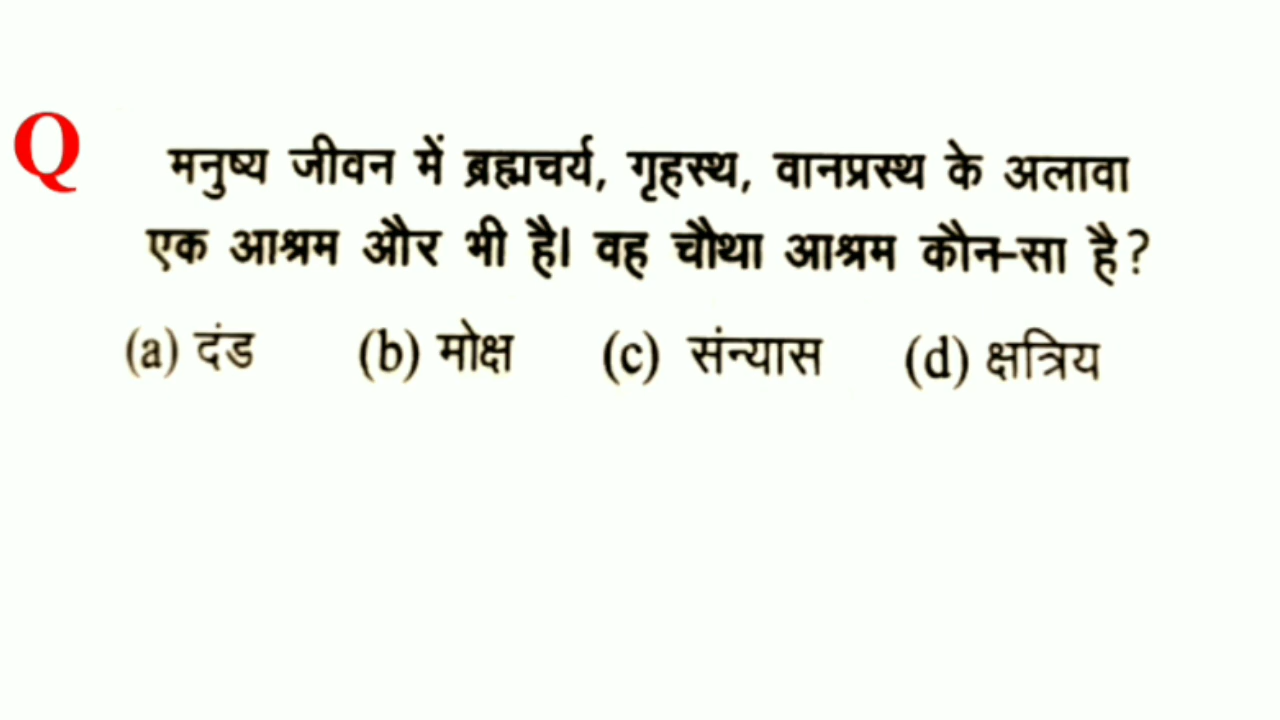 Q मनुष्य जीवन में ब्रह्मचर्य, गृहस्थ, वानप्रस्थ के अलावा
एक आश्रम और भी है। वह चौथा आश्रम कौन-सा है?
(a) दंड (b) मोक्ष (c) संन्यास (d) क्षत्रिय